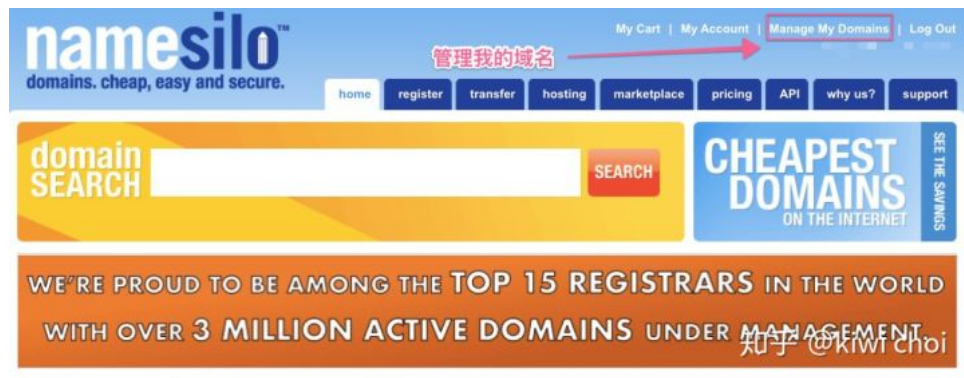 namesilo™
domains. cheap, easy and secure.
My Cart | My Account | Manage My Domains | Log Out
管理我的域名
home register transfer hosting marketplace pricing API why us? support
domain
SEARCH
SEARCH
CHEAPEST
DOMAINS
ON THE INTERNET
SEE THE SAVINGS
WE'RE PROUD TO BE AMONG THE TOP 15 REGISTRARS IN THE WORLD
WITH OVER 3 MILLION ACTIVE DOMAINS UNDER MANAGEMENT.
知乎 @kiwi choi